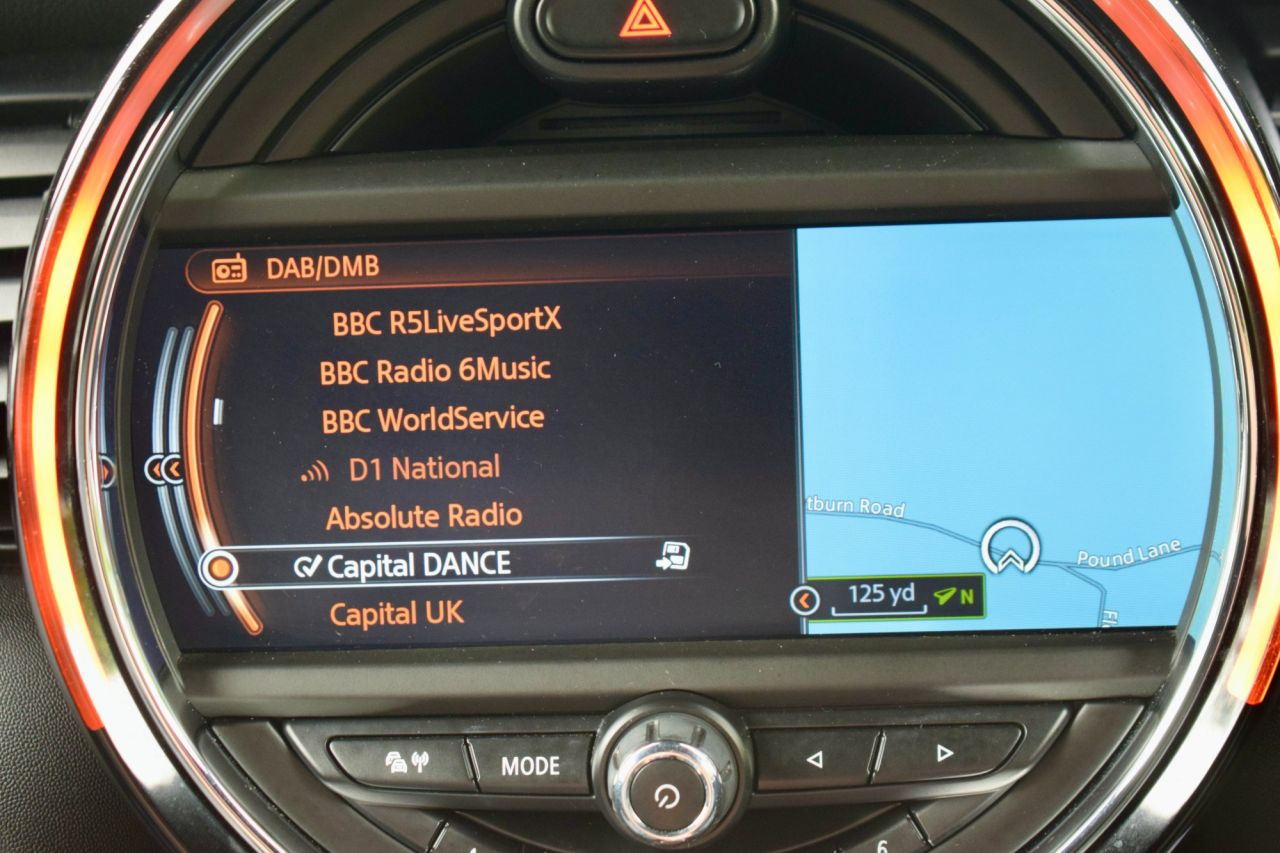 DAB/DMB
BBC R5LiveSportX
BBC Radio 6Music
BBC WorldService
D1 National
Absolute Radio
Capital DANCE
Capital UK
tburn Road
Pound Lane
125 yd
N
MODE
6